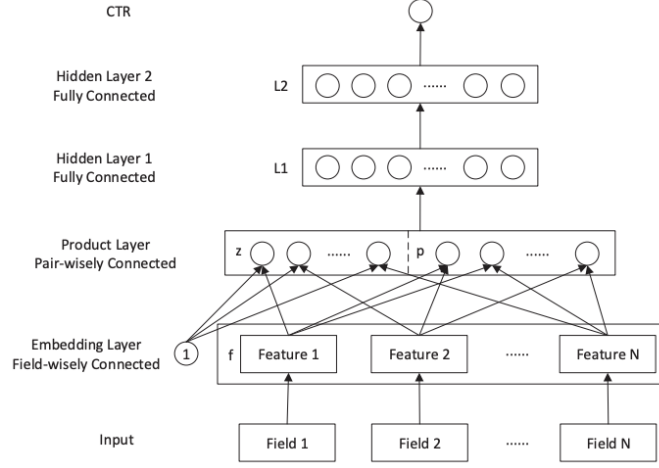 CTR
Hidden Layer 2
Fully Connected
L2
......
Hidden Layer 1
Fully Connected
L1
......
Product Layer
Pair-wisely Connected
z
......
p
......
Embedding Layer
Field-wisely Connected
1
f
Feature 1
Feature 2
......
Feature N
Input
Field 1
Field 2
......
Field N